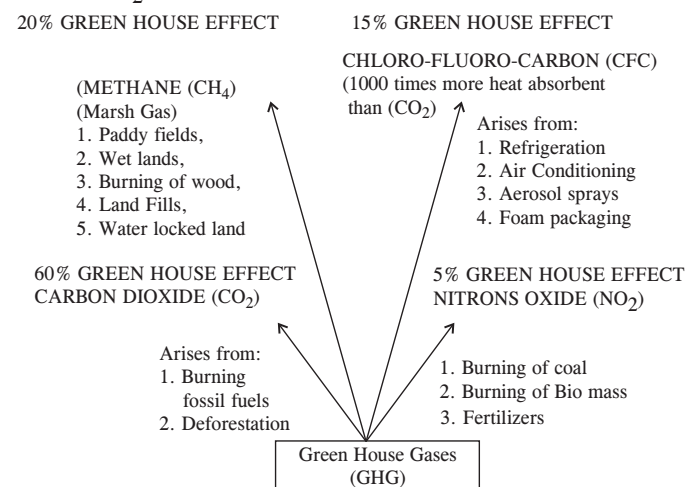 2
20% GREEN HOUSE EFFECT
15% GREEN HOUSE EFFECT
(METHANE (CH4)
(Marsh Gas)
1. Paddy fields,
2. Wet lands,
3. Burning of wood,
4. Land Fills,
5. Water locked land
CHLORO-FLUORO-CARBON (CFC)
(1000 times more heat absorbent
than (CO2)
Arises from:
1. Refrigeration
2. Air Conditioning
3. Aerosol sprays
4. Foam packaging
60% GREEN HOUSE EFFECT
CARBON DIOXIDE (CO2)
Arises from:
1. Burning
fossil fuels
2. Deforestation
5% GREEN HOUSE EFFECT
NITRONS OXIDE (NO2)
1. Burning of coal
2. Burning of Bio mass
3. Fertilizers
Green House Gases
(GHG)